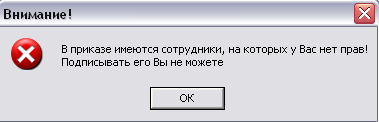 Внимание!
В приказе имеются сотрудники, на которых у Вас нет прав!
Подписывать его Вы не можете
OK